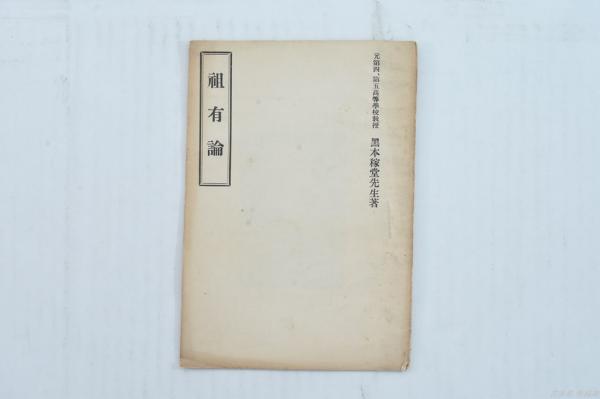 元第四、第五高等學校敎授 黑本稼堂先生著
祖有論